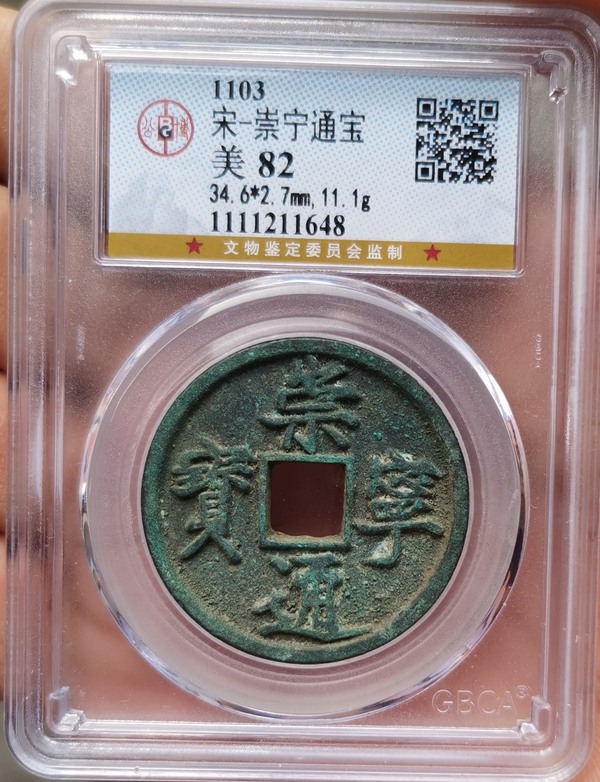 1103
宋-崇宁通宝
美 82
34.6*2.7mm,11.1g
1111211648
文物鉴定委员会监制
崇寧通寳
GBCA®